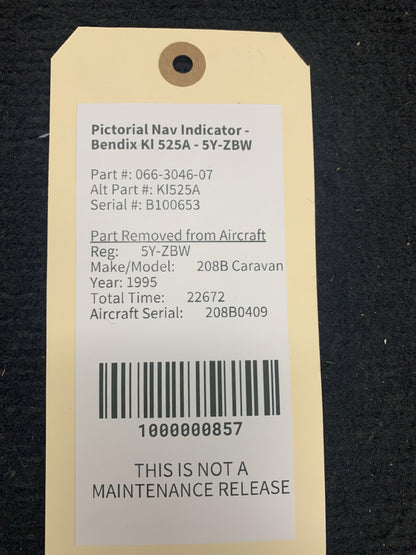 Pictorial Nav Indicator -
Bendix Kl 525A - 5Y-ZBW
Part #: 066-3046-07
Alt Part #: Kl525A
Serial #: B100653
Part Removed from Aircraft
Reg: 5Y-ZBW
Make/Model: 208B Caravan
Year: 1995
Total Time: 22672
Aircraft Serial: 208B0409
1000000857
THIS IS NOT A
MAINTENANCE RELEASE